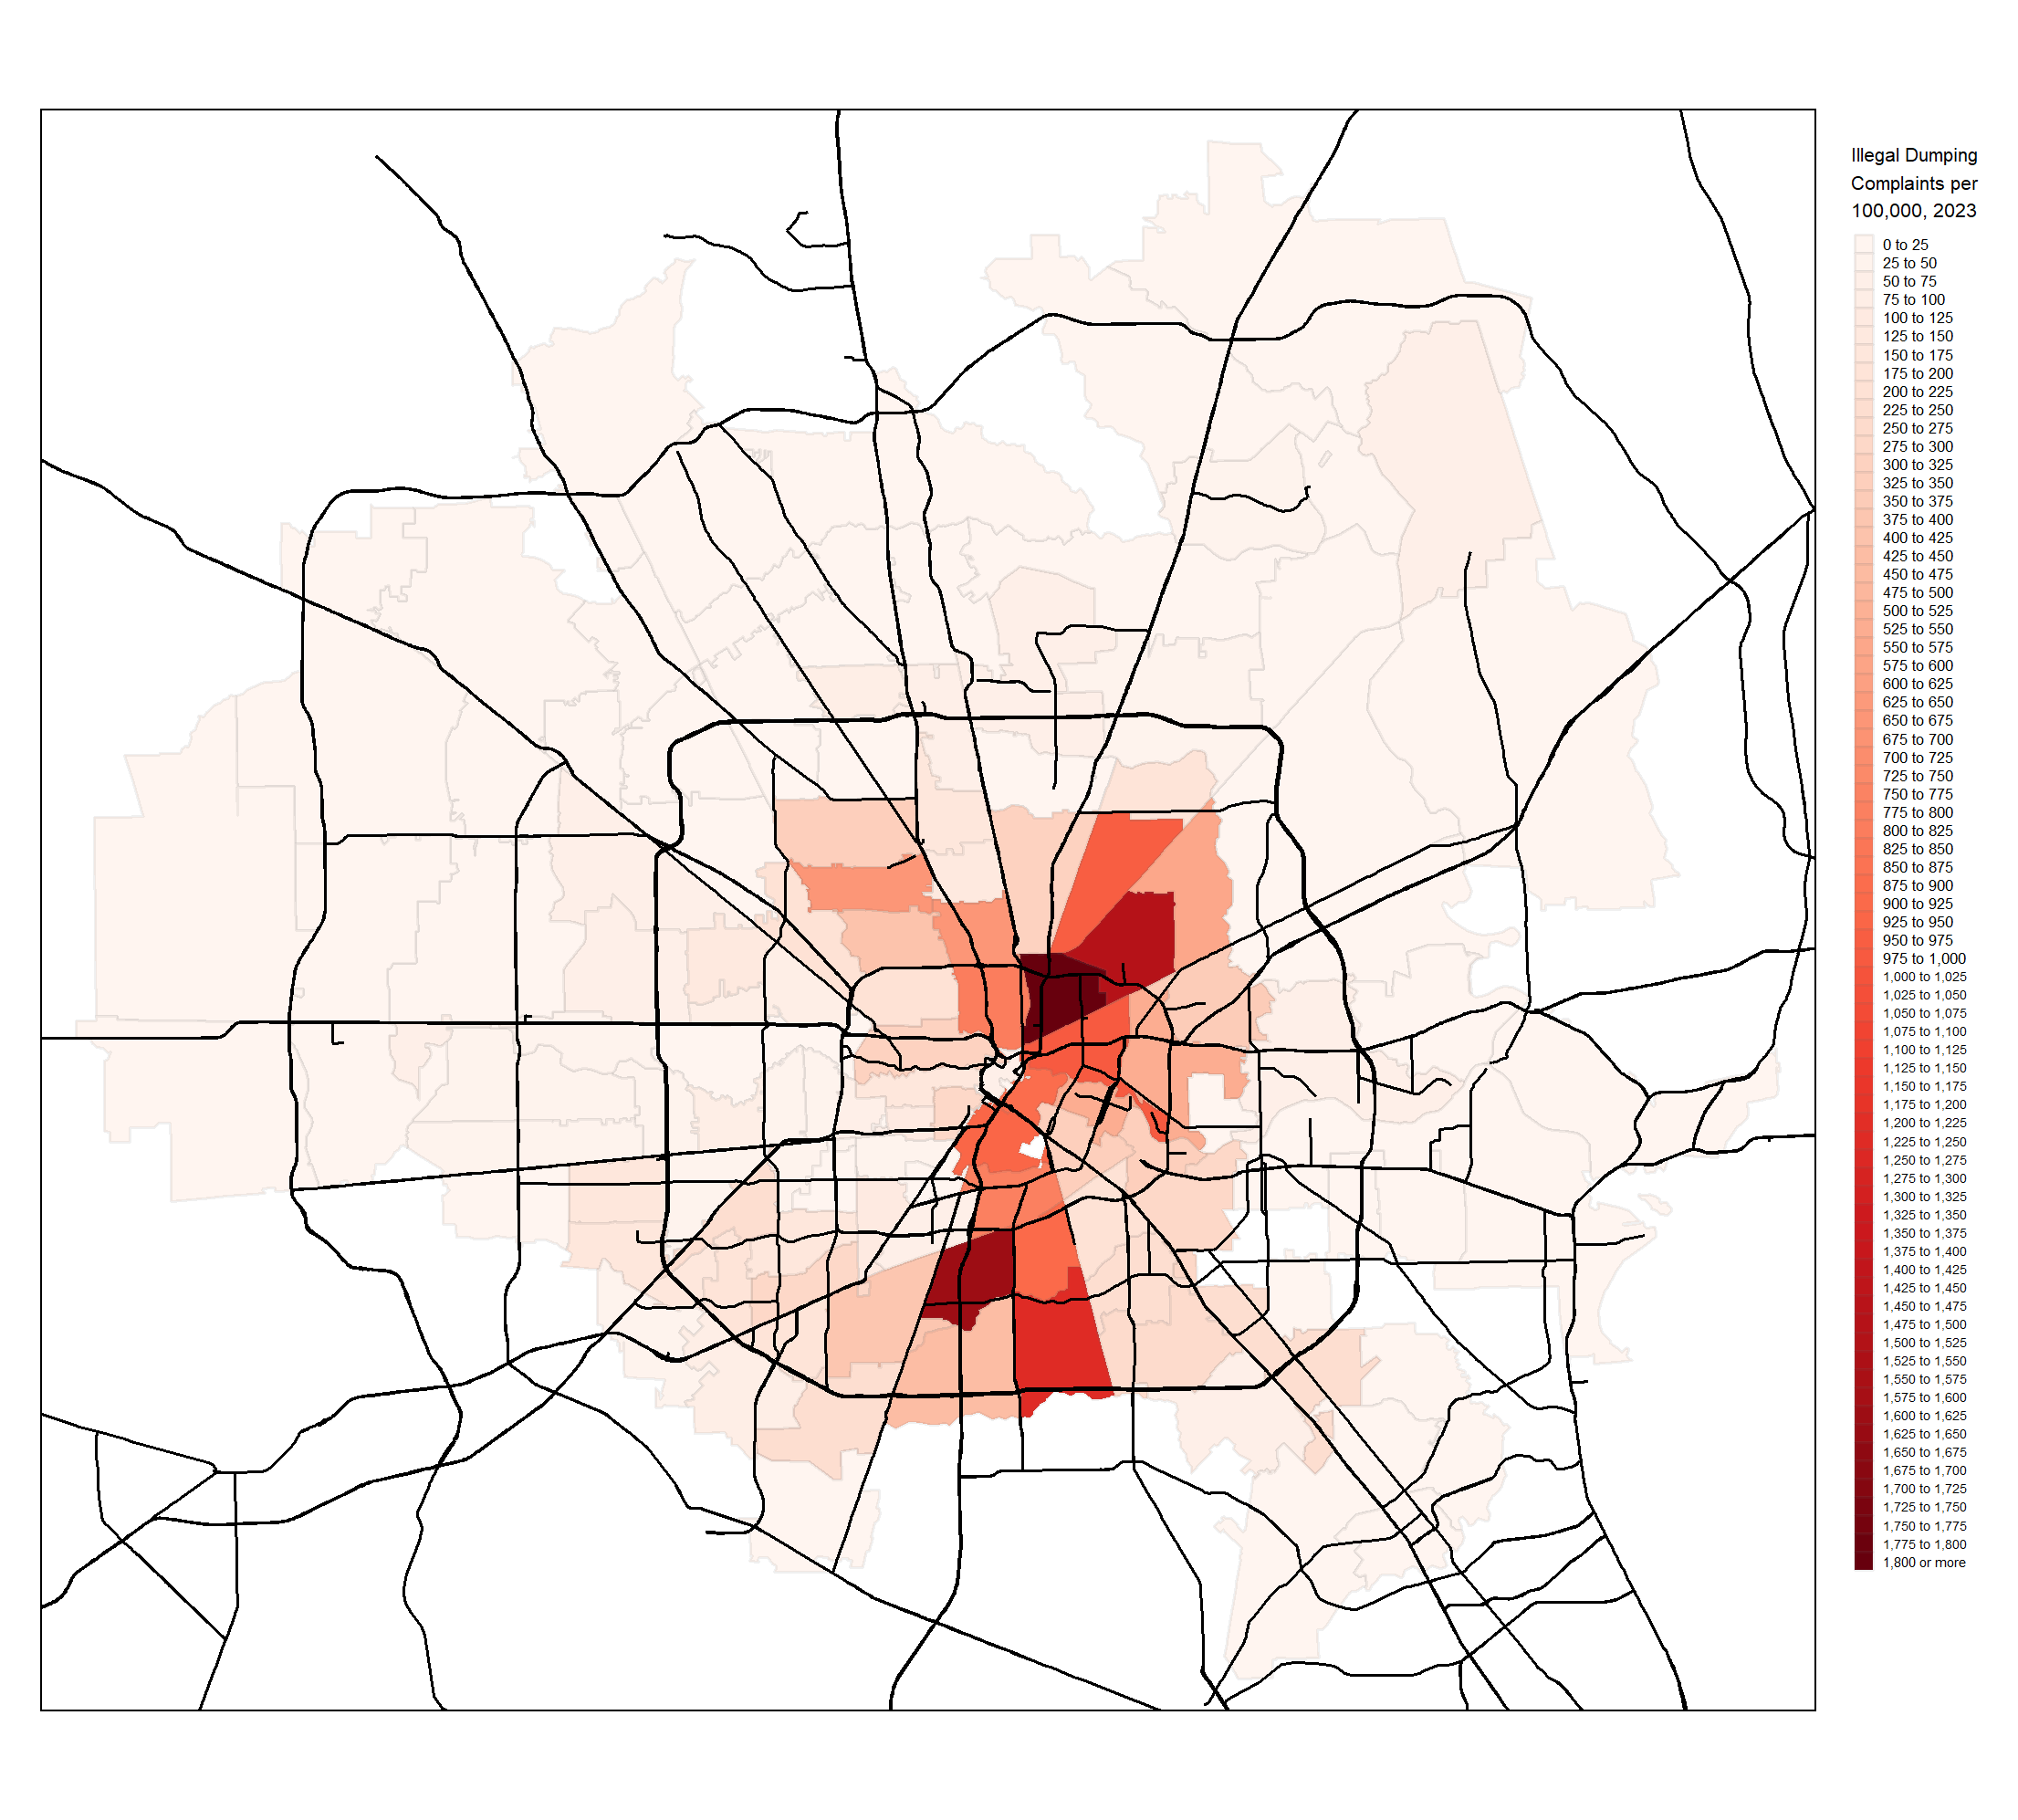 Illegal Dumping
Complaints per
100,000, 2023
0 to 25
25 to 50
50 to 75
75 to 100
100 to 125
125 to 150
150 to 175
175 to 200
200 to 225
225 to 250
250 to 275
275 to 300
300 to 325
325 to 350
350 to 375
375 to 400
400 to 425
425 to 450
450 to 475
475 to 500
500 to 525
525 to 550
550 to 575
575 to 600
600 to 625
625 to 650
650 to 675
675 to 700
700 to 725
725 to 750
750 to 775
775 to 800
800 to 825
825 to 850
850 to 875
875 to 900
900 to 925
925 to 950
950 to 975
975 to 1,000
1,000 to 1,025
1,025 to 1,050
1,050 to 1,075
1,075 to 1,100
1,100 to 1,125
1,125 to 1,150
1,150 to 1,175
1,175 to 1,200
1,200 to 1,225
1,225 to 1,250
1,250 to 1,275
1,275 to 1,300
1,300 to 1,325
1,325 to 1,350
1,350 to 1,375
1,375 to 1,400
1,400 to 1,425
1,425 to 1,450
1,450 to 1,475
1,475 to 1,500
1,500 to 1,525
1,525 to 1,550
1,550 to 1,575
1,575 to 1,600
1,600 to 1,625
1,625 to 1,650
1,650 to 1,675
1,675 to 1,700
1,700 to 1,725
1,725 to 1,750
1,750 to 1,775
1,775 to 1,800
1,800 or more